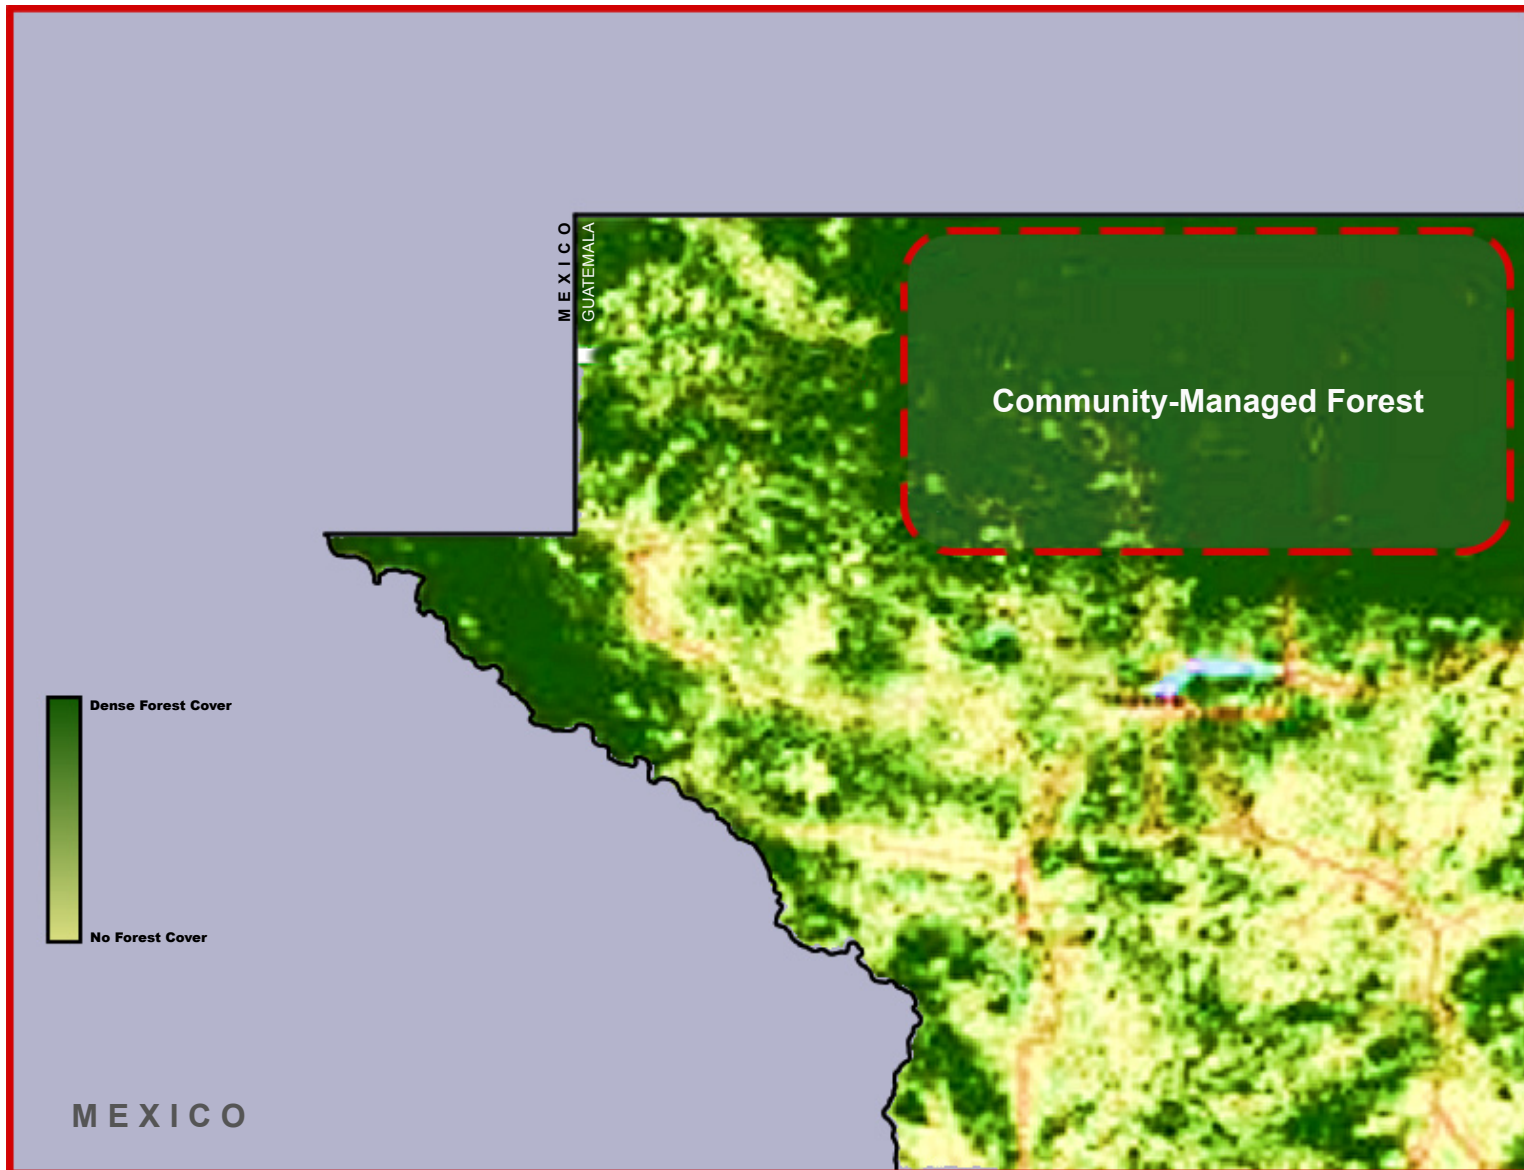 MEXICO
GUATEMALA
Community-Managed Forest
Dense Forest Cover
No Forest Cover
MEXICO